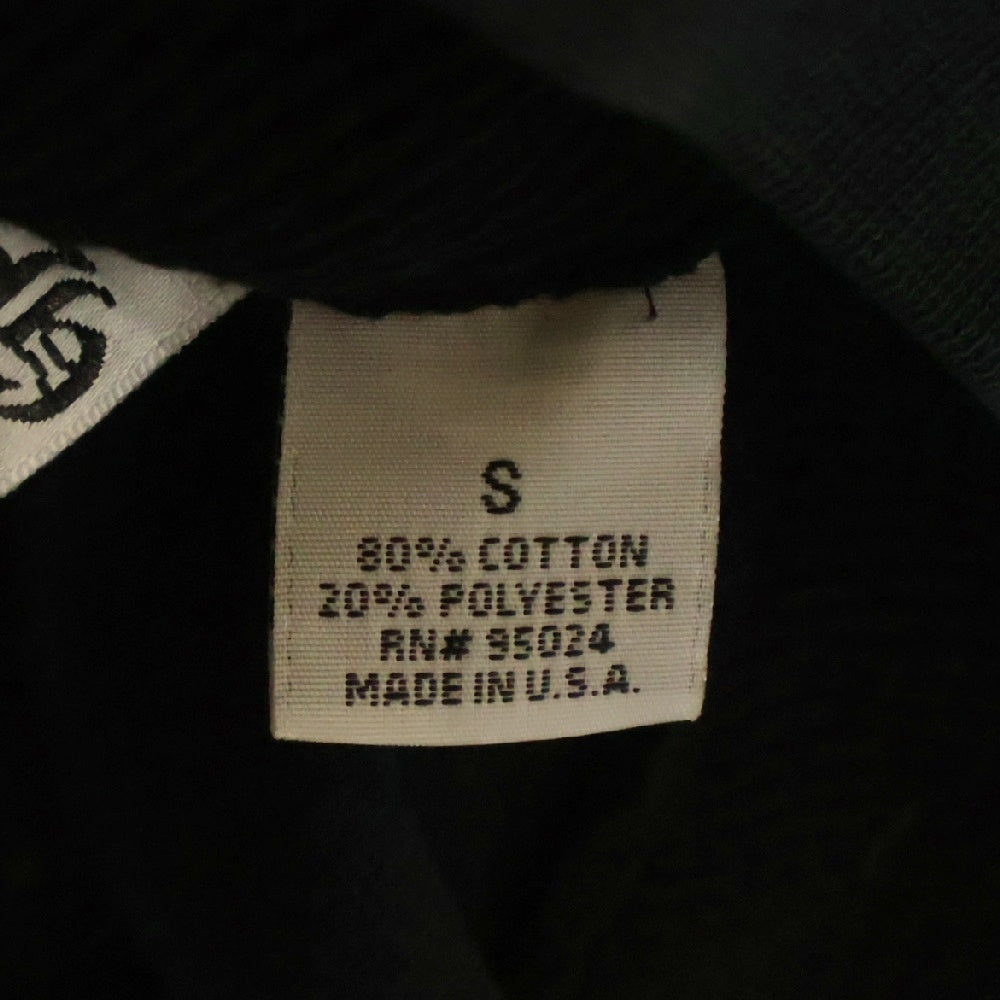 S
80% COTTON
20% POLYESTER
RN# 95024
MADE IN U.S.A.